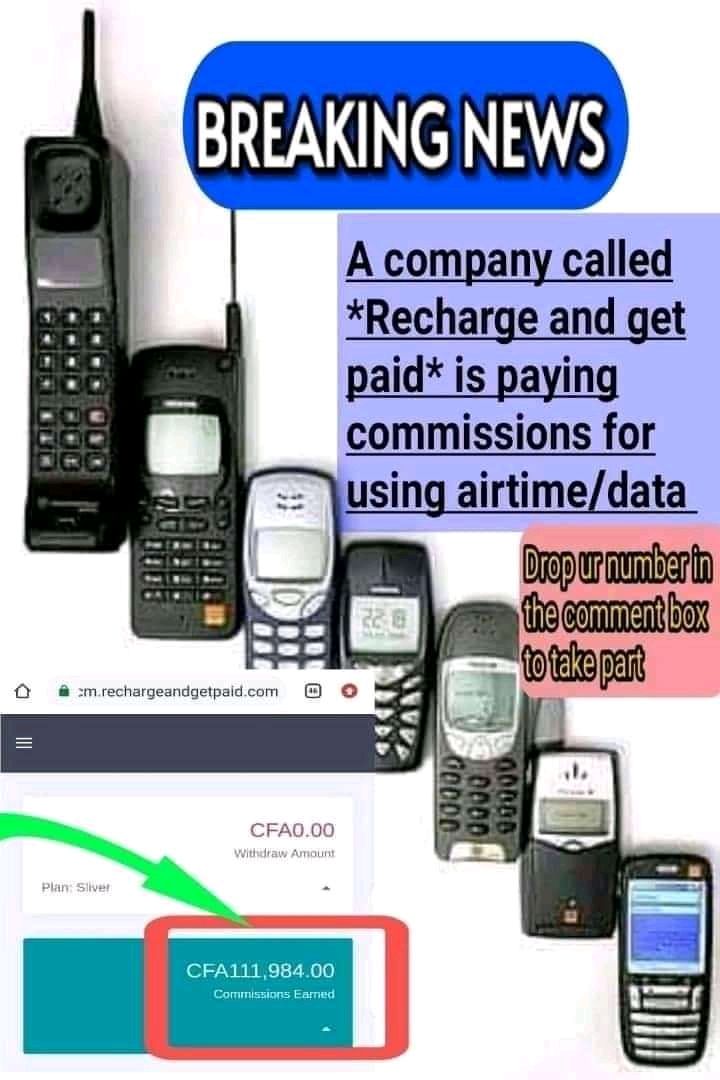 BREAKING NEWS
A company called
*Recharge and get
paid* is paying
commissions for
using airtime/data
Drop ur number in
the comment box
to take part
:m.rechargeandgetpaid.com
CFA0.00
Withdraw Amount
Plan: Sliver
CFA111,984.00
Commissions Earned